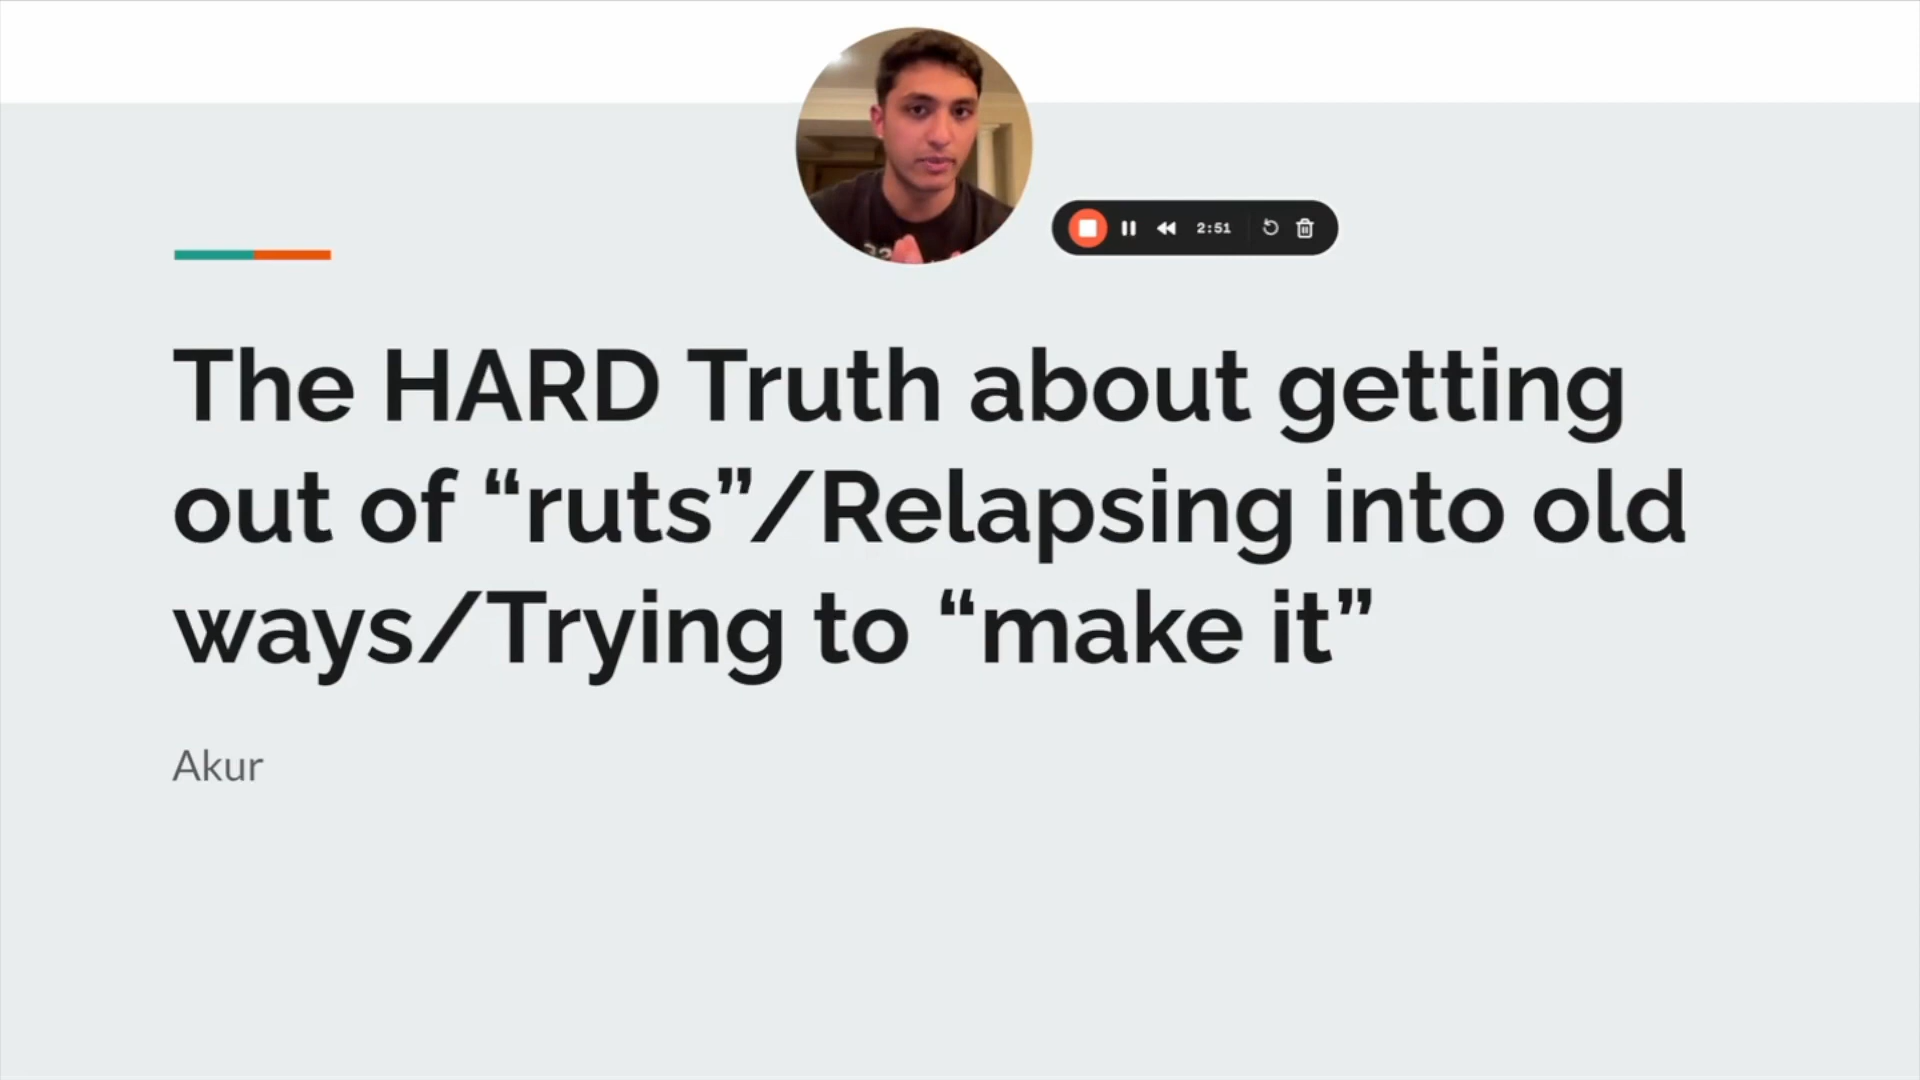 2:51
The HARD Truth about getting
out of “ruts”/Relapsing into old
ways/Trying to “make it”
Akur